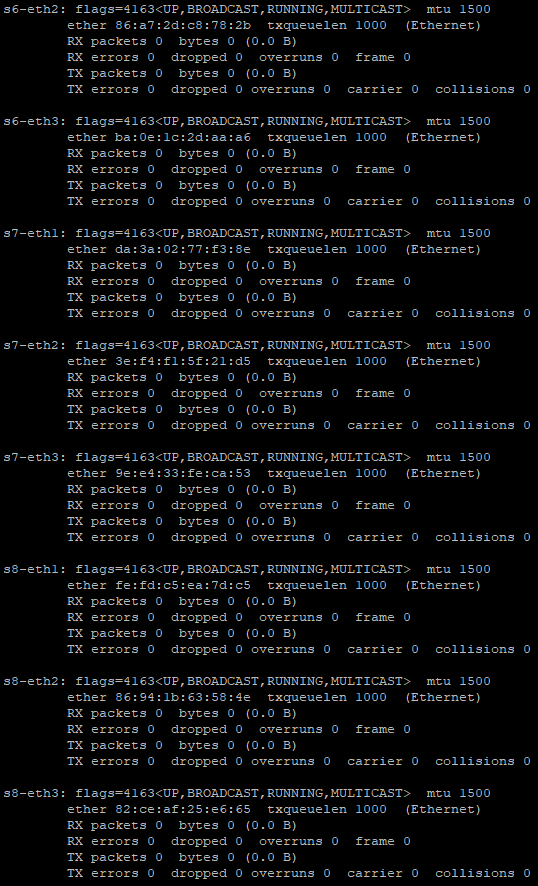 s6-eth2: flags=4163<UP,BROADCAST,RUNNING,MULTICAST>  mtu 1500
        ether 86:a7:2d:c8:78:2b  txqueuelen 1000  (Ethernet)
        RX packets 0  bytes 0 (0.0 B)
        RX errors 0  dropped 0  overruns 0  frame 0
        TX packets 0  bytes 0 (0.0 B)
        TX errors 0  dropped 0 overruns 0  carrier 0  collisions 0

s6-eth3: flags=4163<UP,BROADCAST,RUNNING,MULTICAST>  mtu 1500
        ether ba:0e:1c:2d:aa:a6  txqueuelen 1000  (Ethernet)
        RX packets 0  bytes 0 (0.0 B)
        RX errors 0  dropped 0  overruns 0  frame 0
        TX packets 0  bytes 0 (0.0 B)
        TX errors 0  dropped 0 overruns 0  carrier 0  collisions 0

s7-eth1: flags=4163<UP,BROADCAST,RUNNING,MULTICAST>  mtu 1500
        ether da:3a:02:77:f3:8e  txqueuelen 1000  (Ethernet)
        RX packets 0  bytes 0 (0.0 B)
        RX errors 0  dropped 0  overruns 0  frame 0
        TX packets 0  bytes 0 (0.0 B)
        TX errors 0  dropped 0 overruns 0  carrier 0  collisions 0

s7-eth2: flags=4163<UP,BROADCAST,RUNNING,MULTICAST>  mtu 1500
        ether 3e:f4:f1:5f:21:d5  txqueuelen 1000  (Ethernet)
        RX packets 0  bytes 0 (0.0 B)
        RX errors 0  dropped 0  overruns 0  frame 0
        TX packets 0  bytes 0 (0.0 B)
        TX errors 0  dropped 0 overruns 0  carrier 0  collisions 0

s7-eth3: flags=4163<UP,BROADCAST,RUNNING,MULTICAST>  mtu 1500
        ether 9e:e4:33:fe:ca:53  txqueuelen 1000  (Ethernet)
        RX packets 0  bytes 0 (0.0 B)
        RX errors 0  dropped 0  overruns 0  frame 0
        TX packets 0  bytes 0 (0.0 B)
        TX errors 0  dropped 0 overruns 0  carrier 0  collisions 0

s8-eth1: flags=4163<UP,BROADCAST,RUNNING,MULTICAST>  mtu 1500
        ether fe:fd:c5:ea:7d:c5  txqueuelen 1000  (Ethernet)
        RX packets 0  bytes 0 (0.0 B)
        RX errors 0  dropped 0  overruns 0  frame 0
        TX packets 0  bytes 0 (0.0 B)
        TX errors 0  dropped 0 overruns 0  carrier 0  collisions 0

s8-eth2: flags=4163<UP,BROADCAST,RUNNING,MULTICAST>  mtu 1500
        ether 86:94:1b:63:58:4e  txqueuelen 1000  (Ethernet)
        RX packets 0  bytes 0 (0.0 B)
        RX errors 0  dropped 0  overruns 0  frame 0
        TX packets 0  bytes 0 (0.0 B)
        TX errors 0  dropped 0 overruns 0  carrier 0  collisions 0

s8-eth3: flags=4163<UP,BROADCAST,RUNNING,MULTICAST>  mtu 1500
        ether 82:ce:af:25:e6:65  txqueuelen 1000  (Ethernet)
        RX packets 0  bytes 0 (0.0 B)
        RX errors 0  dropped 0  overruns 0  frame 0
        TX packets 0  bytes 0 (0.0 B)
        TX errors 0  dropped 0 overruns 0  carrier 0  collisions 0